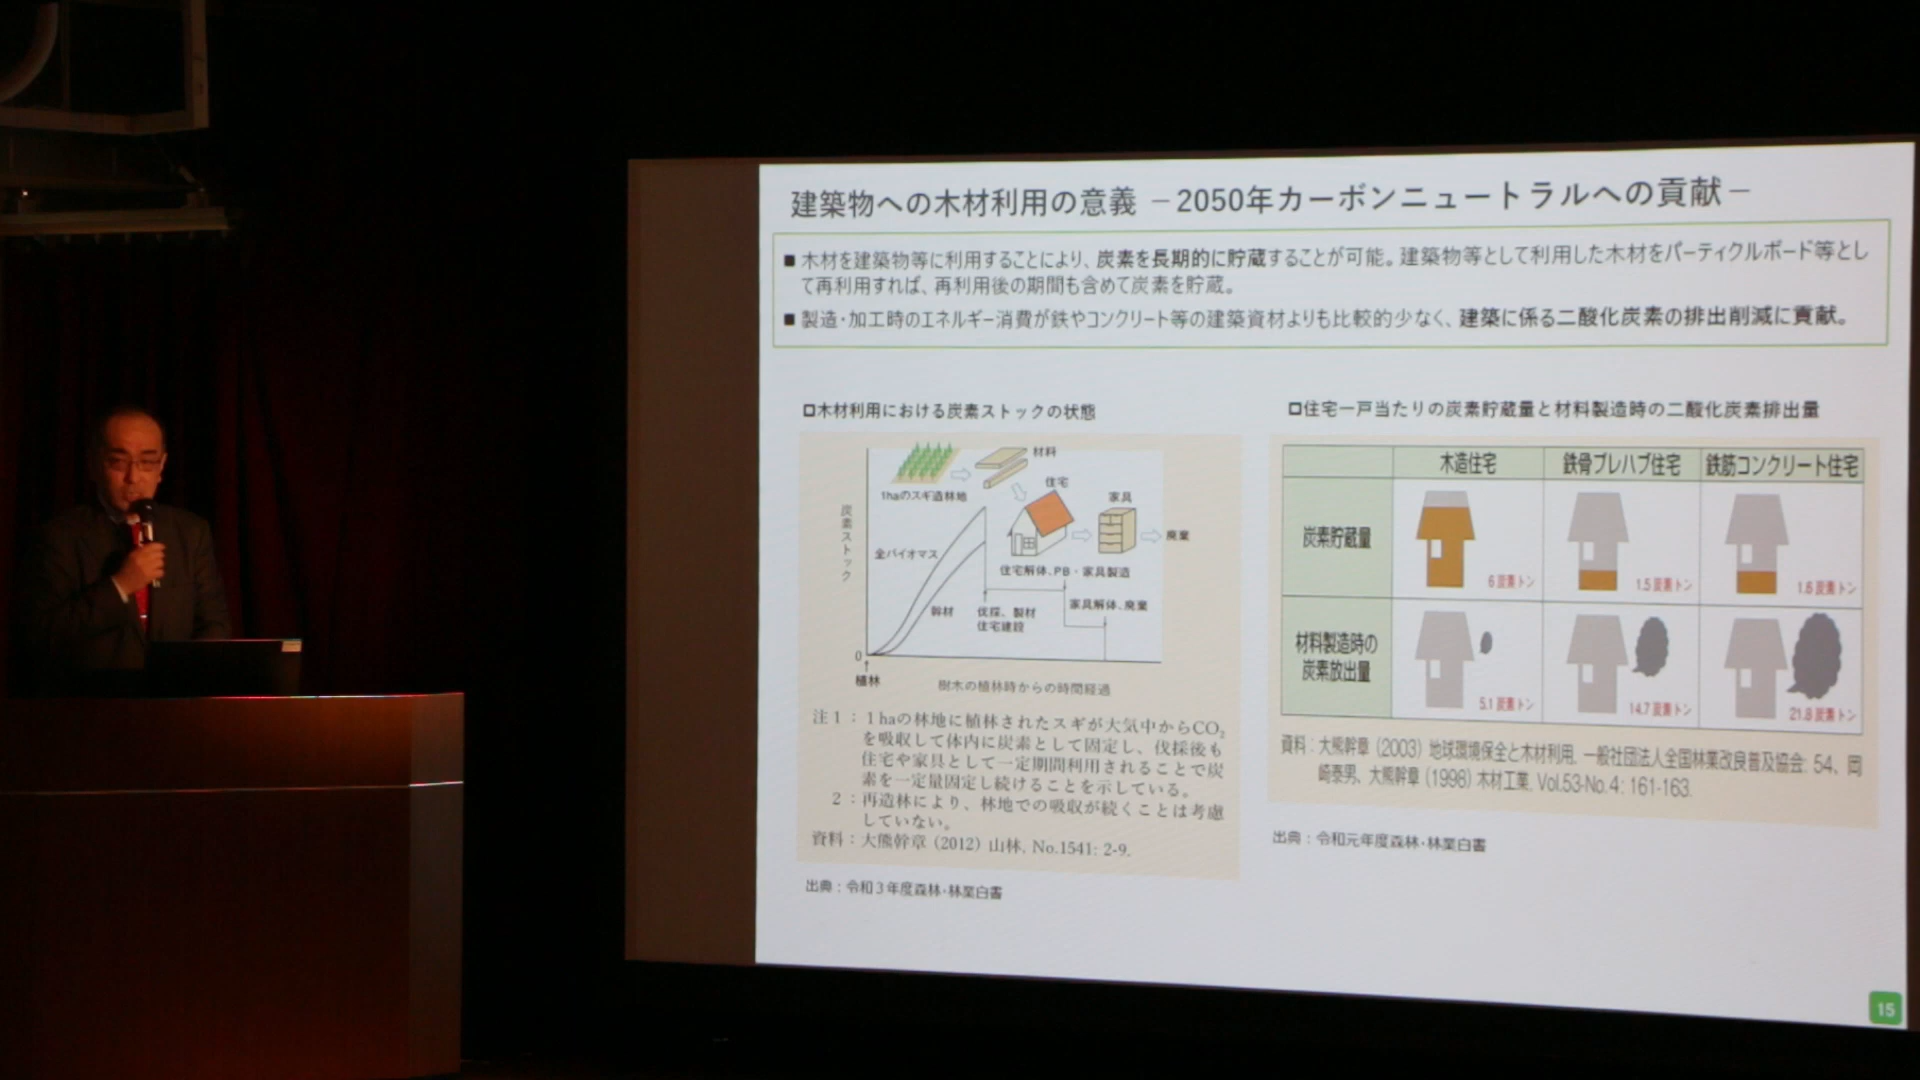 建築物への木材利用の意義 －2050年カーボンニュートラルへの貢献－
■ 木材を建築物等に利用することにより、炭素を長期的に貯蔵することが可能。建築物等として利用した木材をパーティクルボード等とし
て再利用すれば、再利用後の期間も含めて炭素を貯蔵。
■ 製造・加工時のエネルギー消費が鉄やコンクリート等の建築資材よりも比較的少なく、建築に係る二酸化炭素の排出削減に貢献。
□木材利用における炭素ストックの状態
材料
1haのスギ造林地
住宅
家具
廃棄
炭素ストック
全バイオマス
住宅解体、PB・家具製造
幹材
伐採、製材
住宅建設
家具解体、廃棄
0
植林
樹木の植林時からの時間経過
注1：1haの林地に植林されたスギが大気中からCO₂
を吸収して体内に炭素として固定し、伐採後も
住宅や家具として一定期間利用されることで炭
素を一定量固定し続けることを示している。
2：再造林により、林地での吸収が続くことは考慮
していない。
資料：大熊幹章（2012）山林, No.1541: 2-9.
出典：令和3年度森林・林業白書
□住宅一戸当たりの炭素貯蔵量と材料製造時の二酸化炭素排出量
木造住宅 鉄骨プレハブ住宅 鉄筋コンクリート住宅
炭素貯蔵量
6炭素トン 1.5炭素トン 1.6炭素トン
材料製造時の
炭素放出量
5.1炭素トン 14.7炭素トン 21.8炭素トン
資料：大熊幹章（2003）地球環境保全と木材利用, 一般社団法人全国林業改良普及協会: 54、岡
崎泰男、大熊幹章（1998）木材工業, Vol.53-No.4: 161-163.
出典：令和元年度森林・林業白書
15